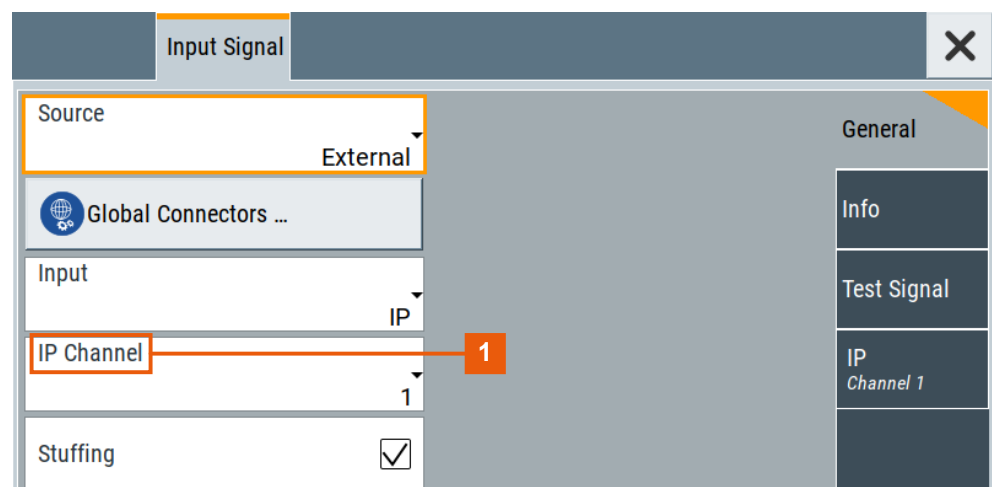 Input Signal
Source
External
Global Connectors ...
Input
IP
IP Channel
1
1
Stuffing
General
Info
Test Signal
IP
Channel 1